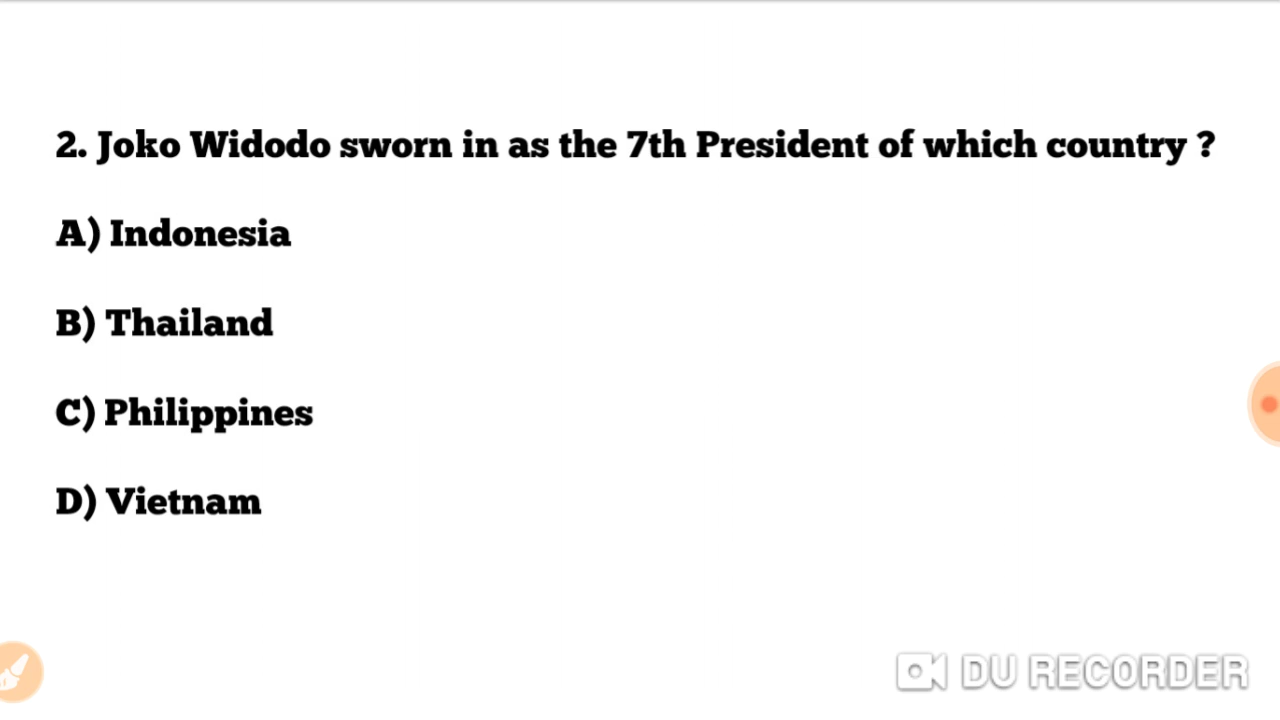 2. Joko Widodo sworn in as the 7th President of which country ?
A) Indonesia
B) Thailand
C) Philippines
D) Vietnam
DU RECORDER